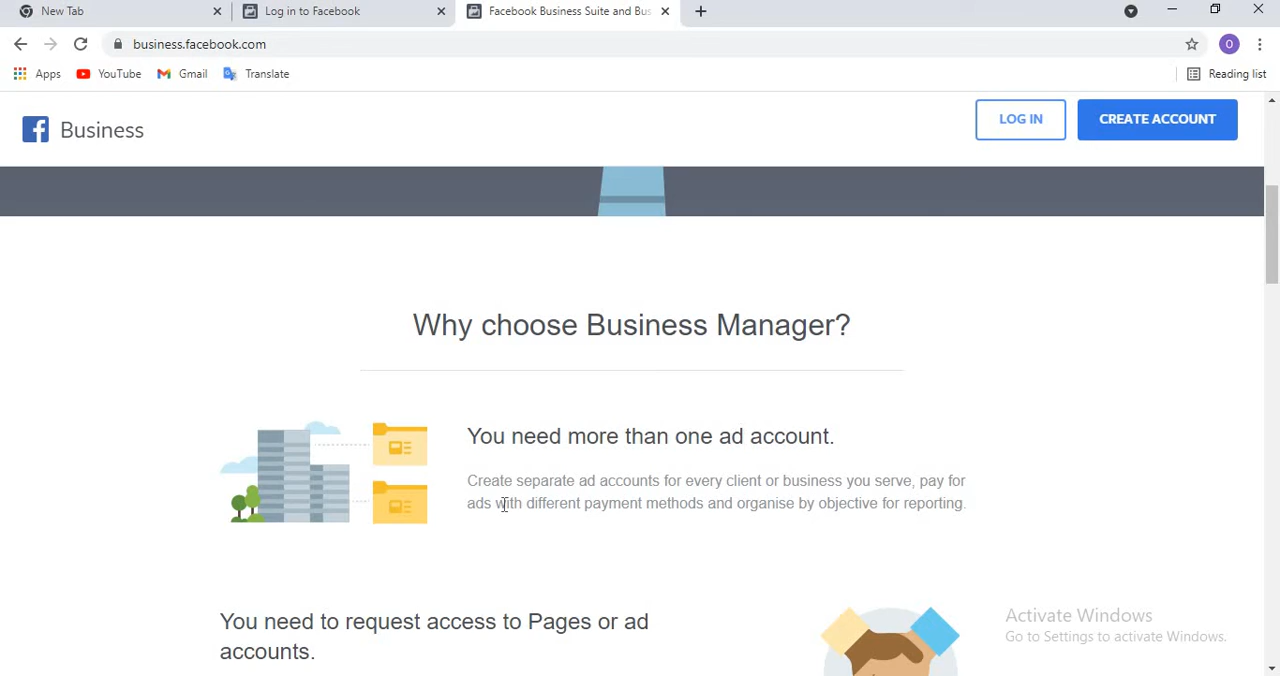 New Tab
Log in to Facebook
Facebook Business Suite and Bus
business.facebook.com
O
Apps
YouTube
Gmail
Translate
Reading list
Business
LOG IN
CREATE ACCOUNT
Why choose Business Manager?
You need more than one ad account.
Create separate ad accounts for every client or business you serve, pay for
ads with different payment methods and organise by objective for reporting.
You need to request access to Pages or ad
accounts.
Activate Windows
Go to Settings to activate Windows.